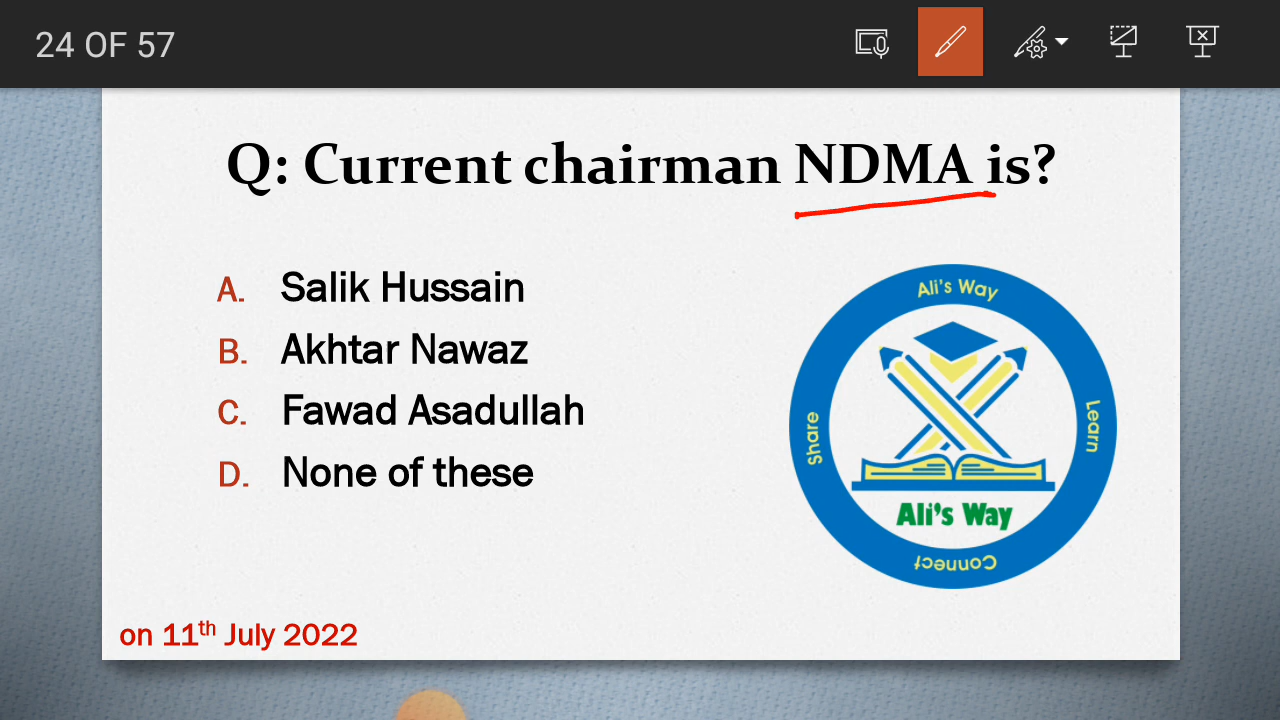 24 OF 57
Q: Current chairman NDMA is?
A. Salik Hussain
B. Akhtar Nawaz
C. Fawad Asadullah
D. None of these
Ali's Way
Share
Learn
Ali's Way
Connect
on 11th July 2022